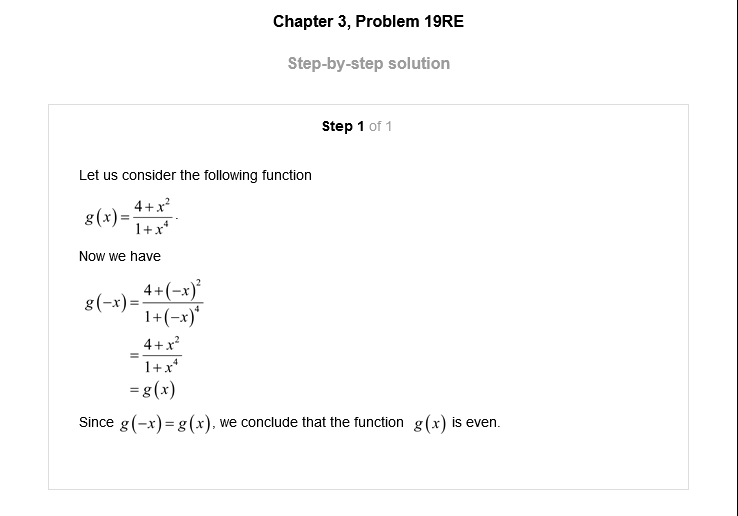 Chapter 3, Problem 19RE
Step-by-step solution
Step 1 of 1
Let us consider the following function
g(x)=\frac{4+x^2}{1+x^4}.
Now we have
g(-x)=\frac{4+(-x)^2}{1+(-x)^4}
=\frac{4+x^2}{1+x^4}
=g(x)
Since g(-x)=g(x), we conclude that the function g(x) is even.